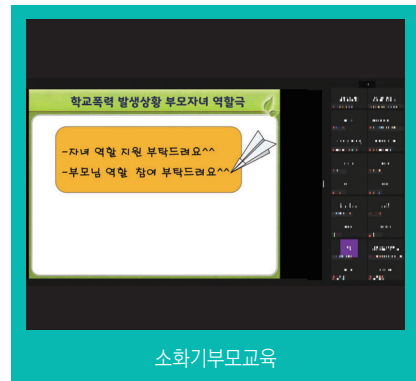 학교폭력 발생상황 부모자녀 역할극
-자녀 역할 지원 부탁드려요^^
-부모님 역할 참여 부탁드려요^^
소화기부모교육